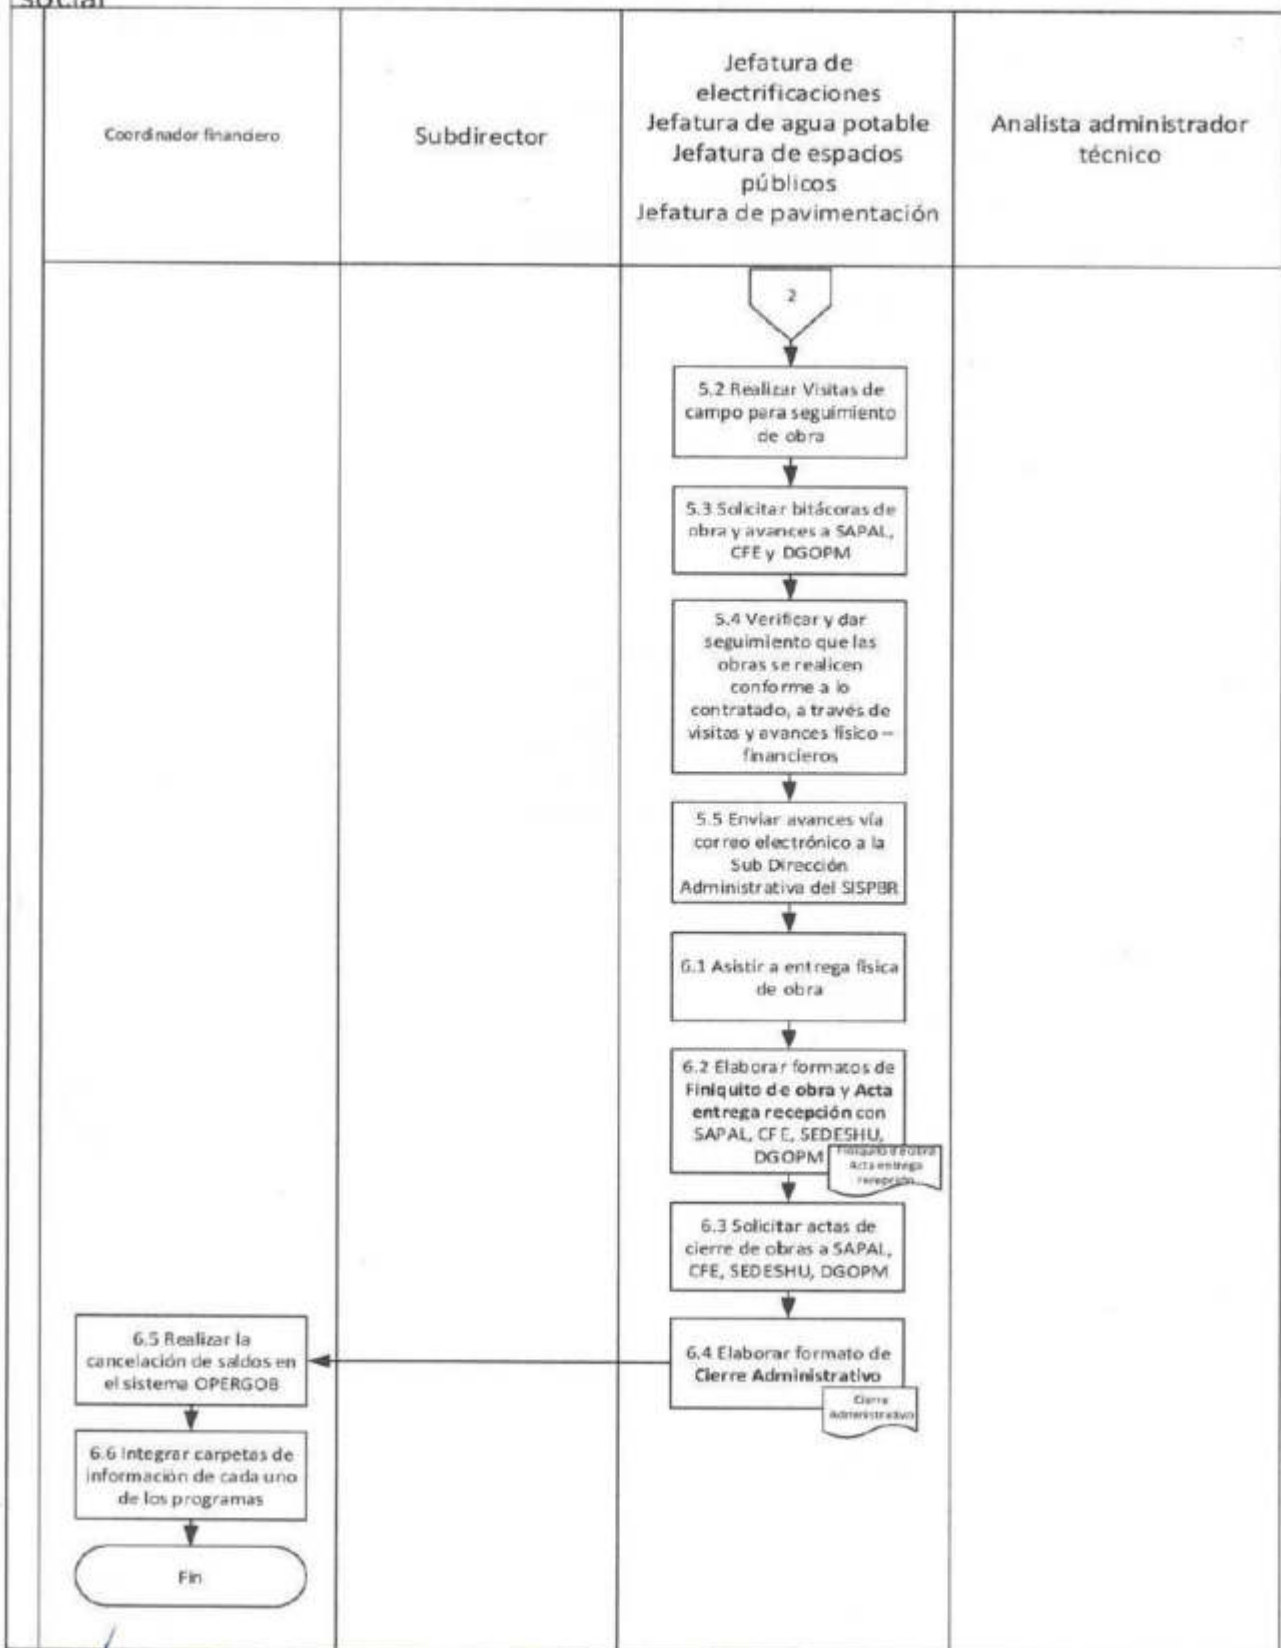 social
Coordinador financiero
Subdirector
Jefatura de
electrificaciones
Jefatura de agua potable
Jefatura de espacios
públicos
Jefatura de pavimentación
Analista administrador
técnico
2
5.2 Realizar Visitas de
campo para seguimiento
de obra
5.3 Solicitar bitácoras de
obra y avances a SAPAL,
CFE y DGOPM
5.4 Verificar y dar
seguimiento que las
obras se realicen
conforme a lo
contratado, a través de
visitas y avances físico –
financieros
5.5 Enviar avances vía
correo electrónico a la
Sub Dirección
Administrativa del SISPBR
6.1 Asistir a entrega física
de obra
6.2 Elaborar formatos de
Finiquito de obra y Acta
entrega recepción con
SAPAL, CFE, SEDESHU,
DGOPM
Finiquito de obra
Acta entrega
recepción
6.3 Solicitar actas de
cierre de obras a SAPAL,
CFE, SEDESHU, DGOPM
6.4 Elaborar formato de
Cierre Administrativo
Cierre
Administrativo
6.5 Realizar la
cancelación de saldos en
el sistema OPERGOB
6.6 Integrar carpetas de
información de cada uno
de los programas
Fin